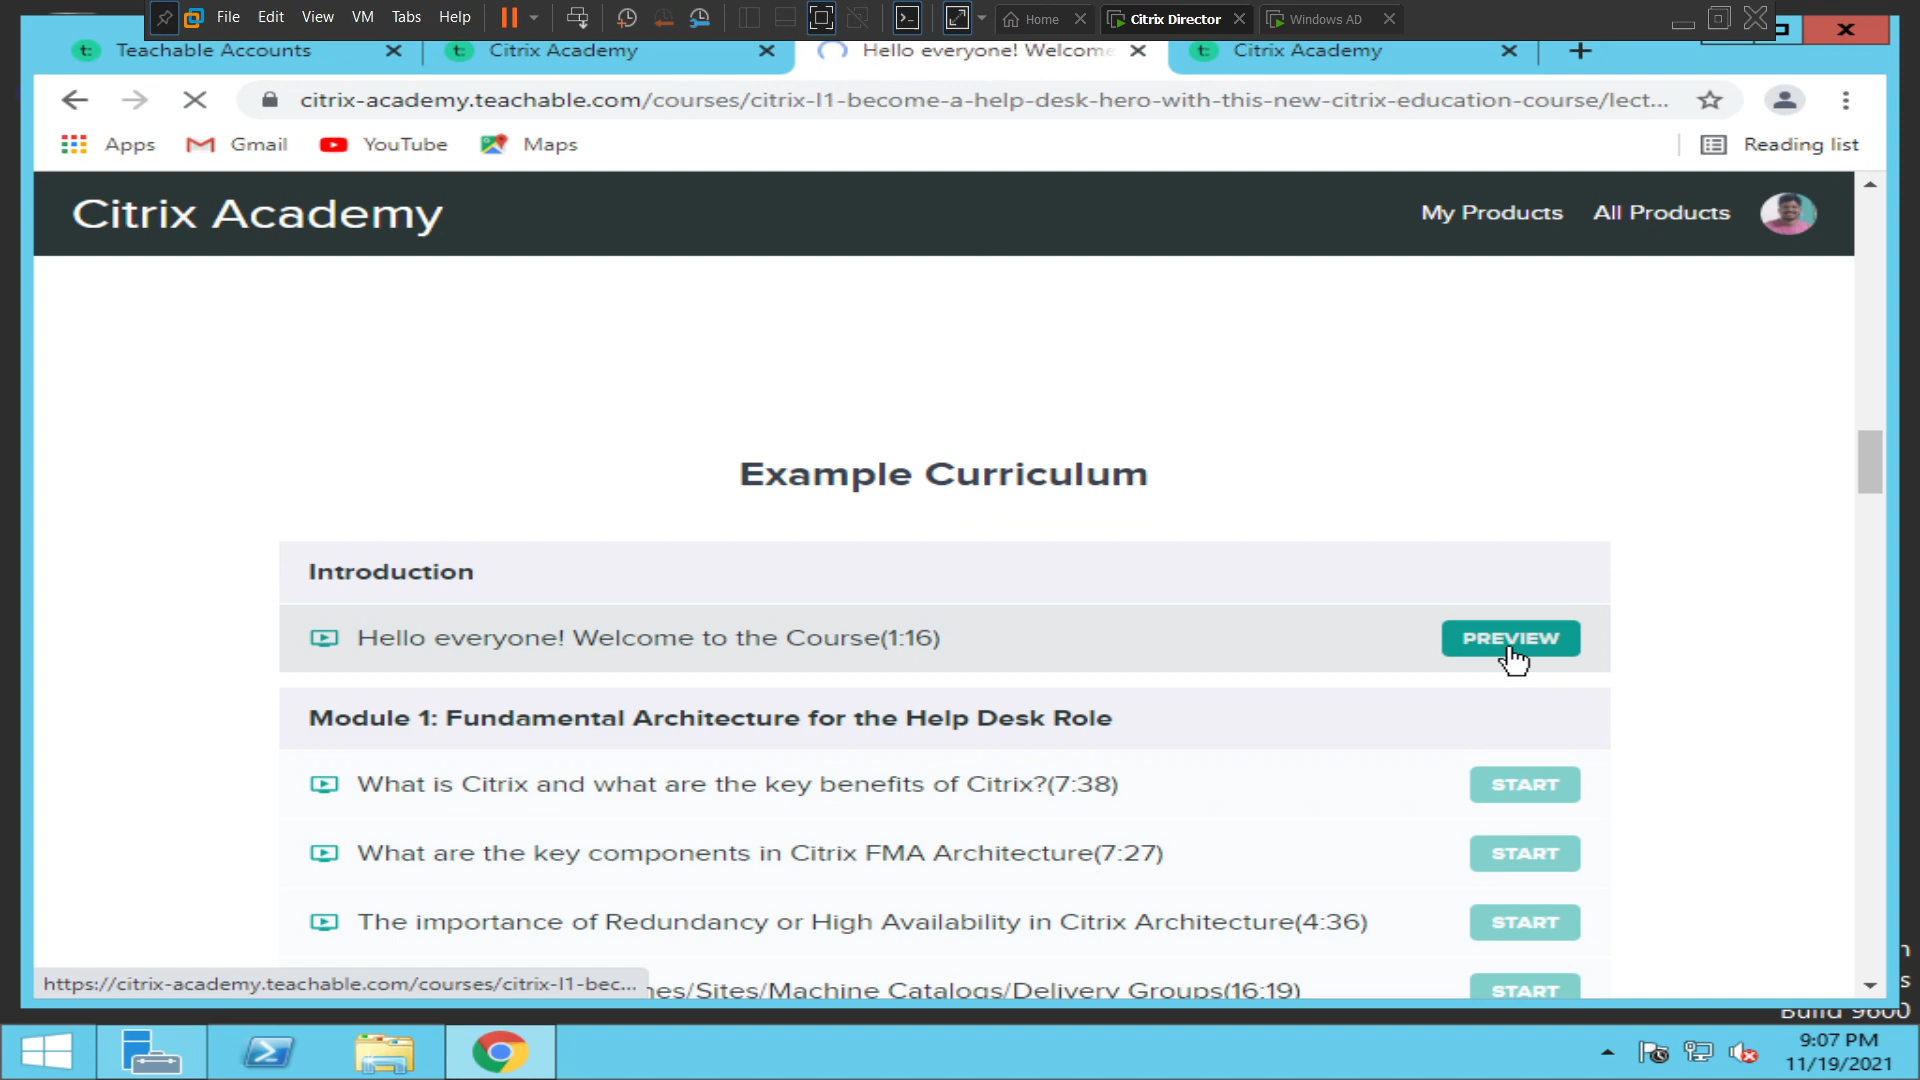 File Edit View VM Tabs Help
Home Citrix Director Windows AD
Teachable Accounts Citrix Academy Hello everyone! Welcome Citrix Academy
citrix-academy.teachable.com/courses/citrix-l1-become-a-help-desk-hero-with-this-new-citrix-education-course/lect...
Apps Gmail YouTube Maps Reading list
Citrix Academy My Products All Products
Example Curriculum
Introduction
Hello everyone! Welcome to the Course(1:16) PREVIEW
Module 1: Fundamental Architecture for the Help Desk Role
What is Citrix and what are the key benefits of Citrix?(7:38) START
What are the key components in Citrix FMA Architecture(7:27) START
The importance of Redundancy or High Availability in Citrix Architecture(4:36) START
https://citrix-academy.teachable.com/courses/citrix-l1-bec... /Sites/Machine Catalogs/Delivery Groups(16:19) START
Build 9600
9:07 PM
11/19/2021